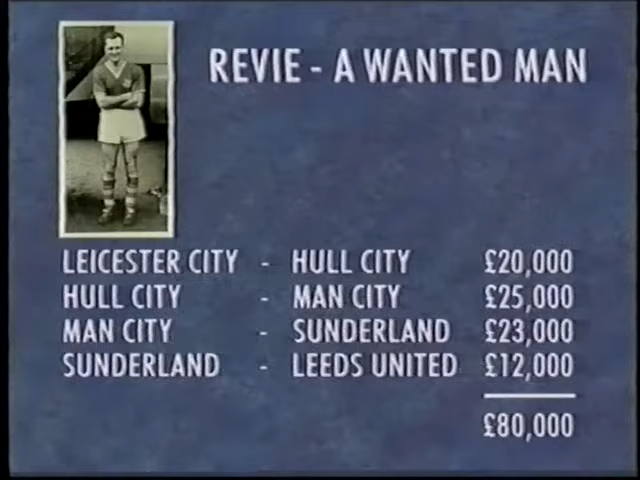 REVIE - A WANTED MAN
LEICESTER CITY - HULL CITY £20,000
HULL CITY - MAN CITY £25,000
MAN CITY - SUNDERLAND £23,000
SUNDERLAND - LEEDS UNITED £12,000
£80,000